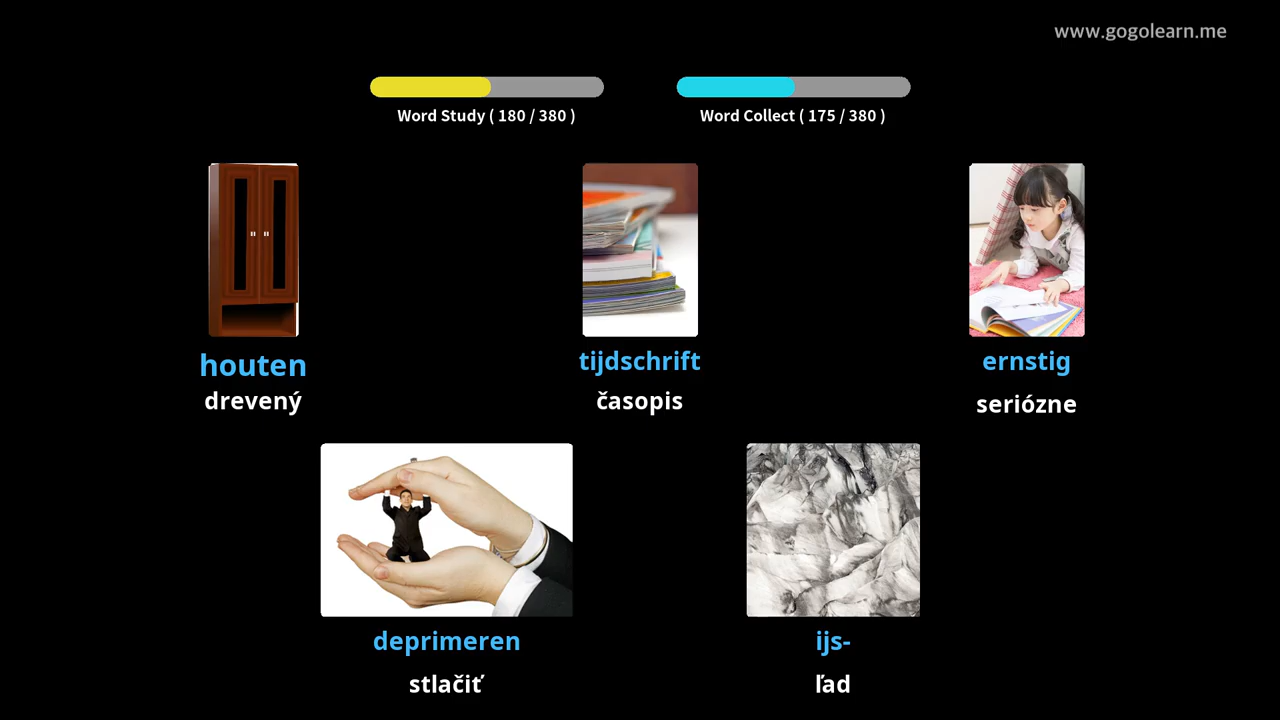 www.gogolearn.me
Word Study ( 180 / 380 )
Word Collect ( 175 / 380 )
houten
drevený
tijdschrift
časopis
ernstig
seriózne
deprimeren
stlačiť
ijs-
ľad